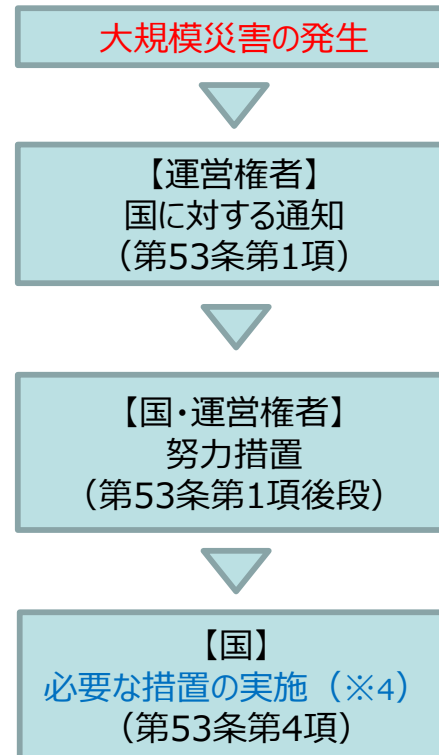 大規模災害の発生
【運営権者】
国に対する通知
（第53条第1項）
【国・運営権者】
努力措置
（第53条第1項後段）
【国】
必要な措置の実施（※4）
（第53条第4項）